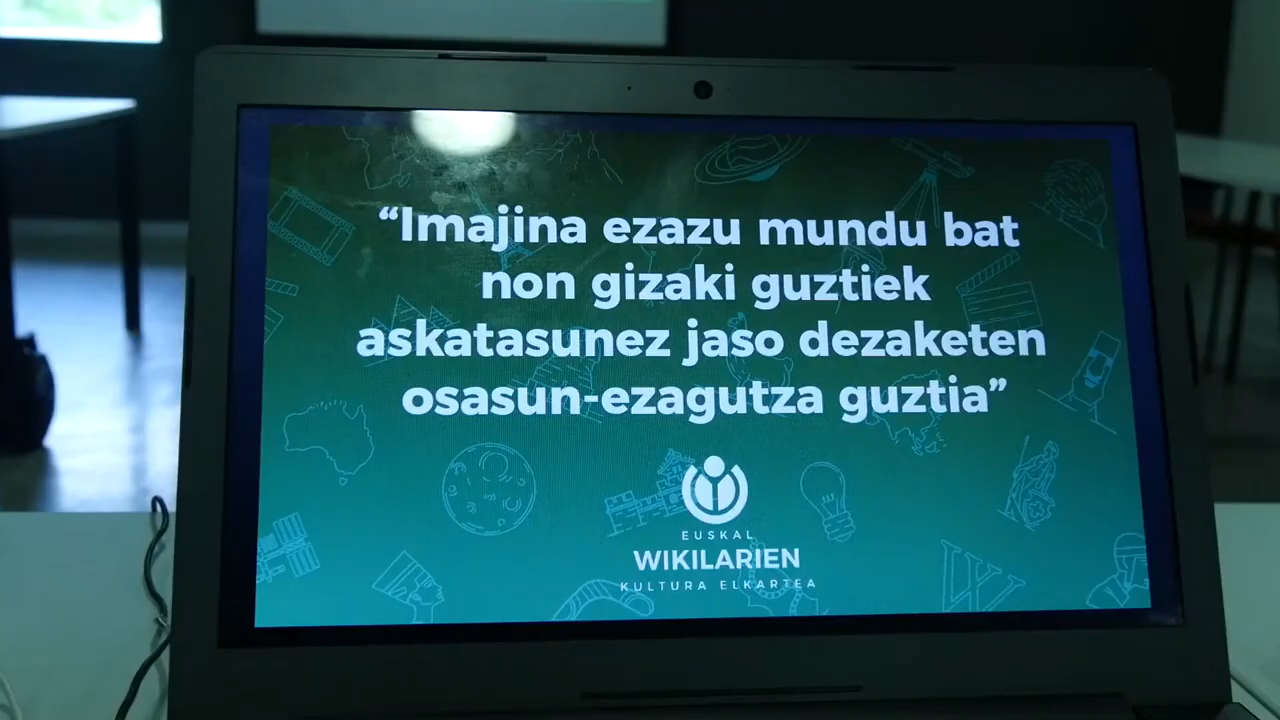 “Imajina ezazu mundu bat
non gizaki guztiek
askatasunez jaso dezaketen
osasun-ezagutza guztia”
EUSKAL
WIKILARIEN
KULTURA ELKARTEA